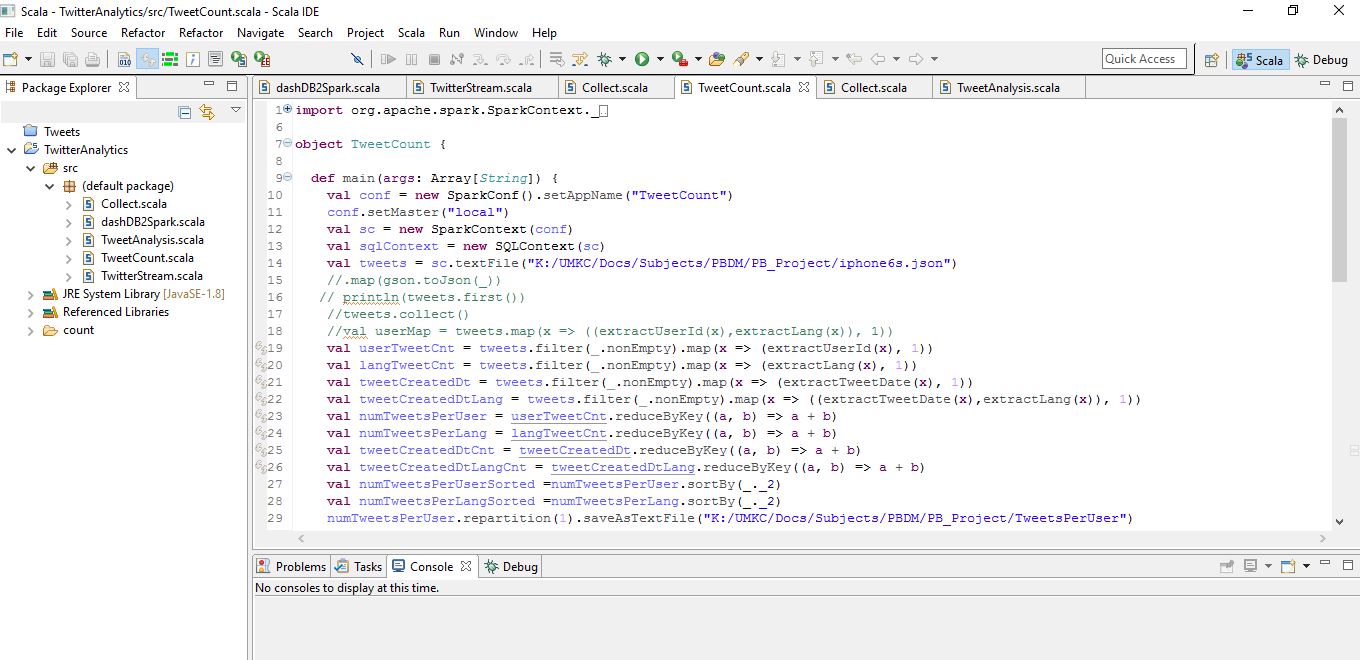 Scala - TwitterAnalytics/src/TweetCount.scala - Scala IDE
File Edit Source Refactor Refactor Navigate Search Project Scala Run Window Help
Quick Access
Scala
Debug
Package Explorer
Tweets
TwitterAnalytics
src
(default package)
Collect.scala
dashDB2Spark.scala
TweetAnalysis.scala
TweetCount.scala
TwitterStream.scala
JRE System Library [JavaSE-1.8]
Referenced Libraries
count
dashDB2Spark.scala TwitterStream.scala Collect.scala TweetCount.scala Collect.scala TweetAnalysis.scala
1 import org.apache.spark.SparkContext._
6
7 object TweetCount {
8
9 def main(args: Array[String]) {
10 val conf = new SparkConf().setAppName("TweetCount")
11 conf.setMaster("local")
12 val sc = new SparkContext(conf)
13 val sqlContext = new SQLContext(sc)
14 val tweets = sc.textFile("K:/UMKC/Docs/Subjects/PBDM/PB_Project/iphone6s.json")
15 //.map(gson.toJson(_))
16 // println(tweets.first())
17 //tweets.collect()
18 //val userMap = tweets.map(x => ((extractUserId(x),extractLang(x)), 1))
19 val userTweetCnt = tweets.filter(_.nonEmpty).map(x => (extractUserId(x), 1))
20 val langTweetCnt = tweets.filter(_.nonEmpty).map(x => (extractLang(x), 1))
21 val tweetCreatedDt = tweets.filter(_.nonEmpty).map(x => (extractTweetDate(x), 1))
22 val tweetCreatedDtLang = tweets.filter(_.nonEmpty).map(x => ((extractTweetDate(x),extractLang(x)), 1))
23 val numTweetsPerUser = userTweetCnt.reduceByKey((a, b) => a + b)
24 val numTweetsPerLang = langTweetCnt.reduceByKey((a, b) => a + b)
25 val tweetCreatedDtCnt = tweetCreatedDt.reduceByKey((a, b) => a + b)
26 val tweetCreatedDtLangCnt = tweetCreatedDtLang.reduceByKey((a, b) => a + b)
27 val numTweetsPerUserSorted =numTweetsPerUser.sortBy(_._2)
28 val numTweetsPerLangSorted =numTweetsPerLang.sortBy(_._2)
29 numTweetsPerUser.repartition(1).saveAsTextFile("K:/UMKC/Docs/Subjects/PBDM/PB_Project/TweetsPerUser")
Problems Tasks Console Debug
No consoles to display at this time.